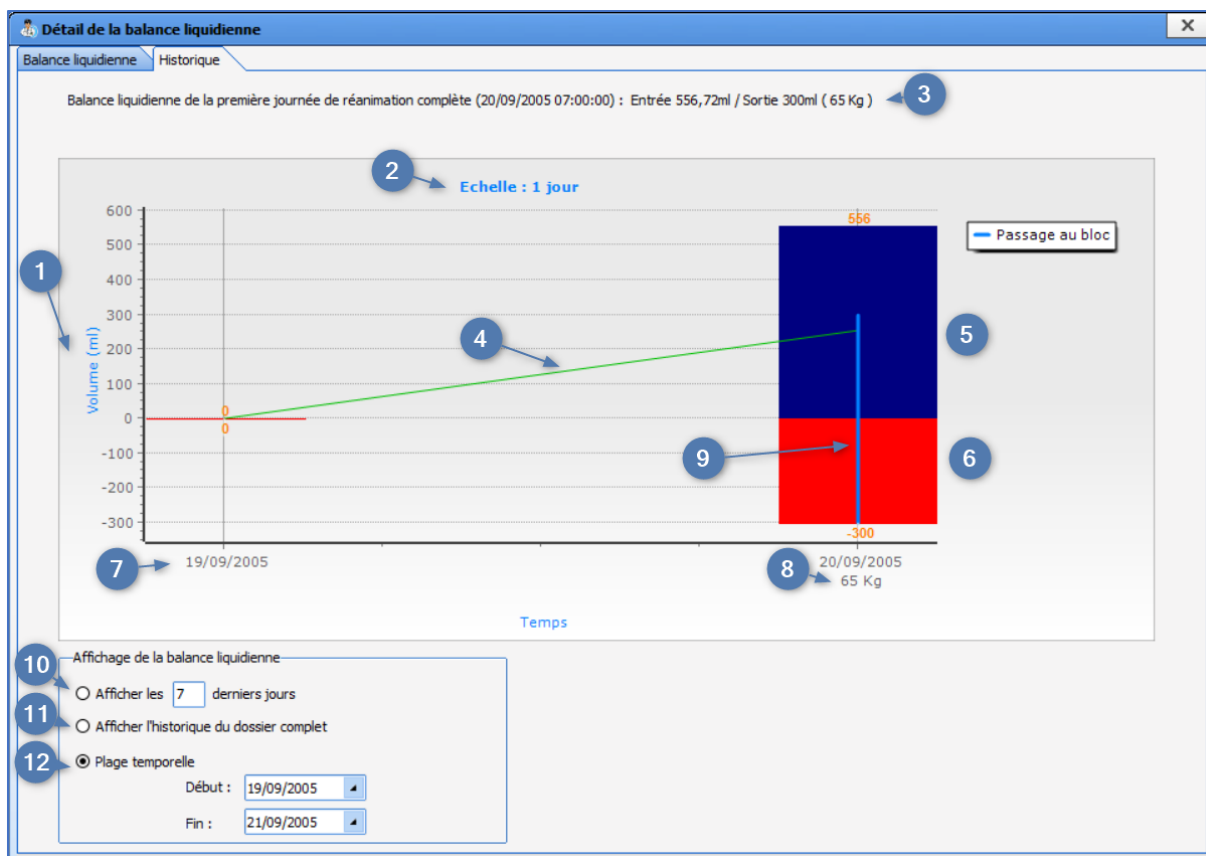 Détail de la balance liquidienne
Balance liquidienne Historique
Balance liquidienne de la première journée de réanimation complète (20/09/2005 07:00:00) : Entrée 556,72ml / Sortie 300ml ( 65 Kg )
3
2
Echelle : 1 jour
600
556
500
Passage au bloc
1
400
300
4
5
200
Volume (ml)
100
0
0
0
-100
9
6
-200
-300
-300
7
19/09/2005
8
20/09/2005
65 Kg
Temps
Affichage de la balance liquidienne
10
Afficher les 7 derniers jours
11
Afficher l'historique du dossier complet
12
Plage temporelle
Début : 19/09/2005
Fin : 21/09/2005